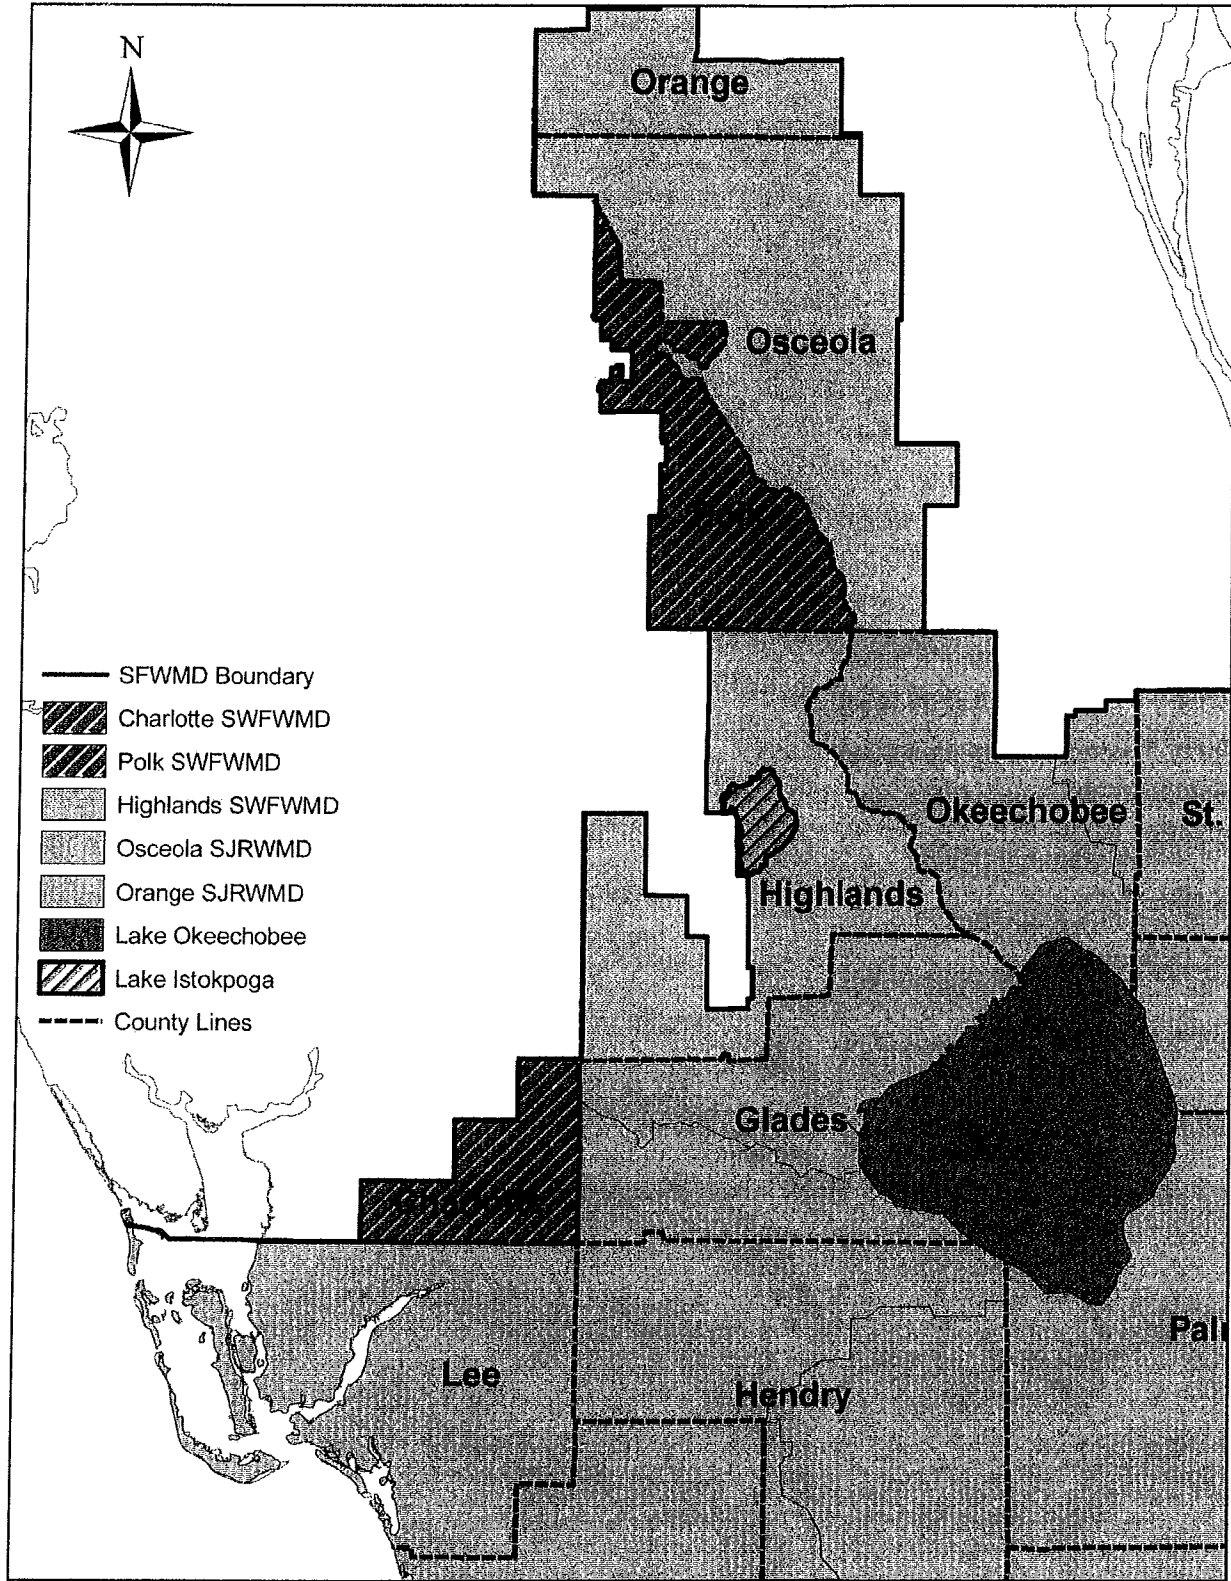 N
Orange
Osceola
SFWMD Boundary
Charlotte SWFWMD
Polk SWFWMD
Highlands SWFWMD
Osceola SJRWMD
Orange SJRWMD
Lake Okeechobee
Lake Istokpoga
County Lines
Okeechobee
St.
Highlands
Glades
Lee
Hendry